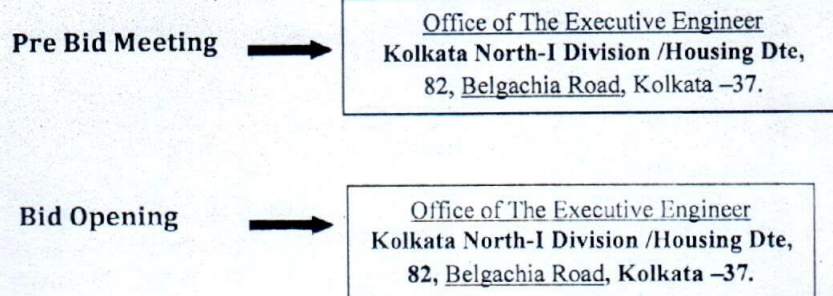 Pre Bid Meeting
Office of The Executive Engineer
Kolkata North-I Division /Housing Dte,
82, Belgachia Road, Kolkata –37.
Bid Opening
Office of The Executive Engineer
Kolkata North-I Division /Housing Dte,
82, Belgachia Road, Kolkata –37.